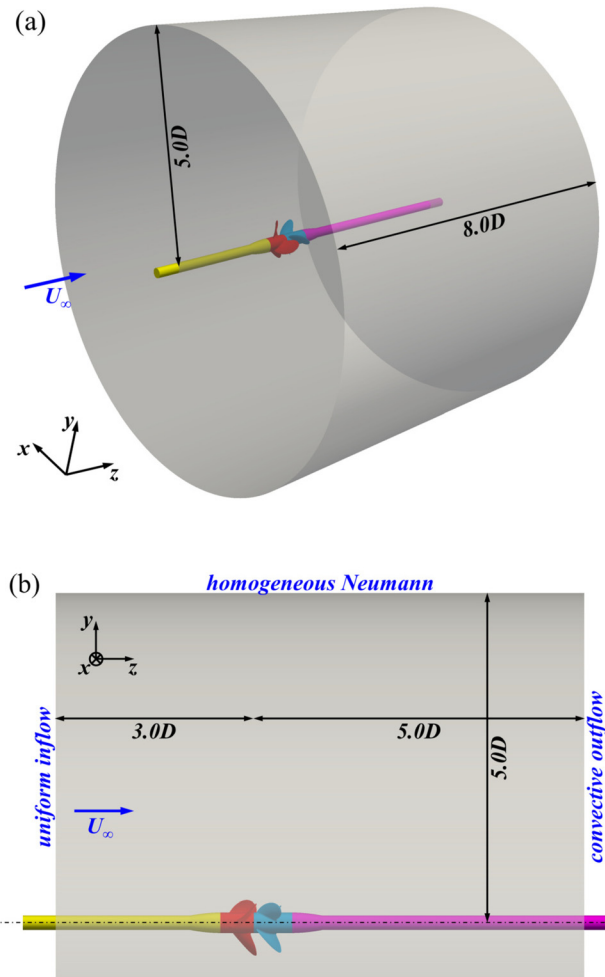 (a)
5.0D
8.0D
U∞
y
x
z
(b)
homogeneous Neumann
y
x
z
3.0D
5.0D
5.0D
uniform inflow
convective outflow
U∞